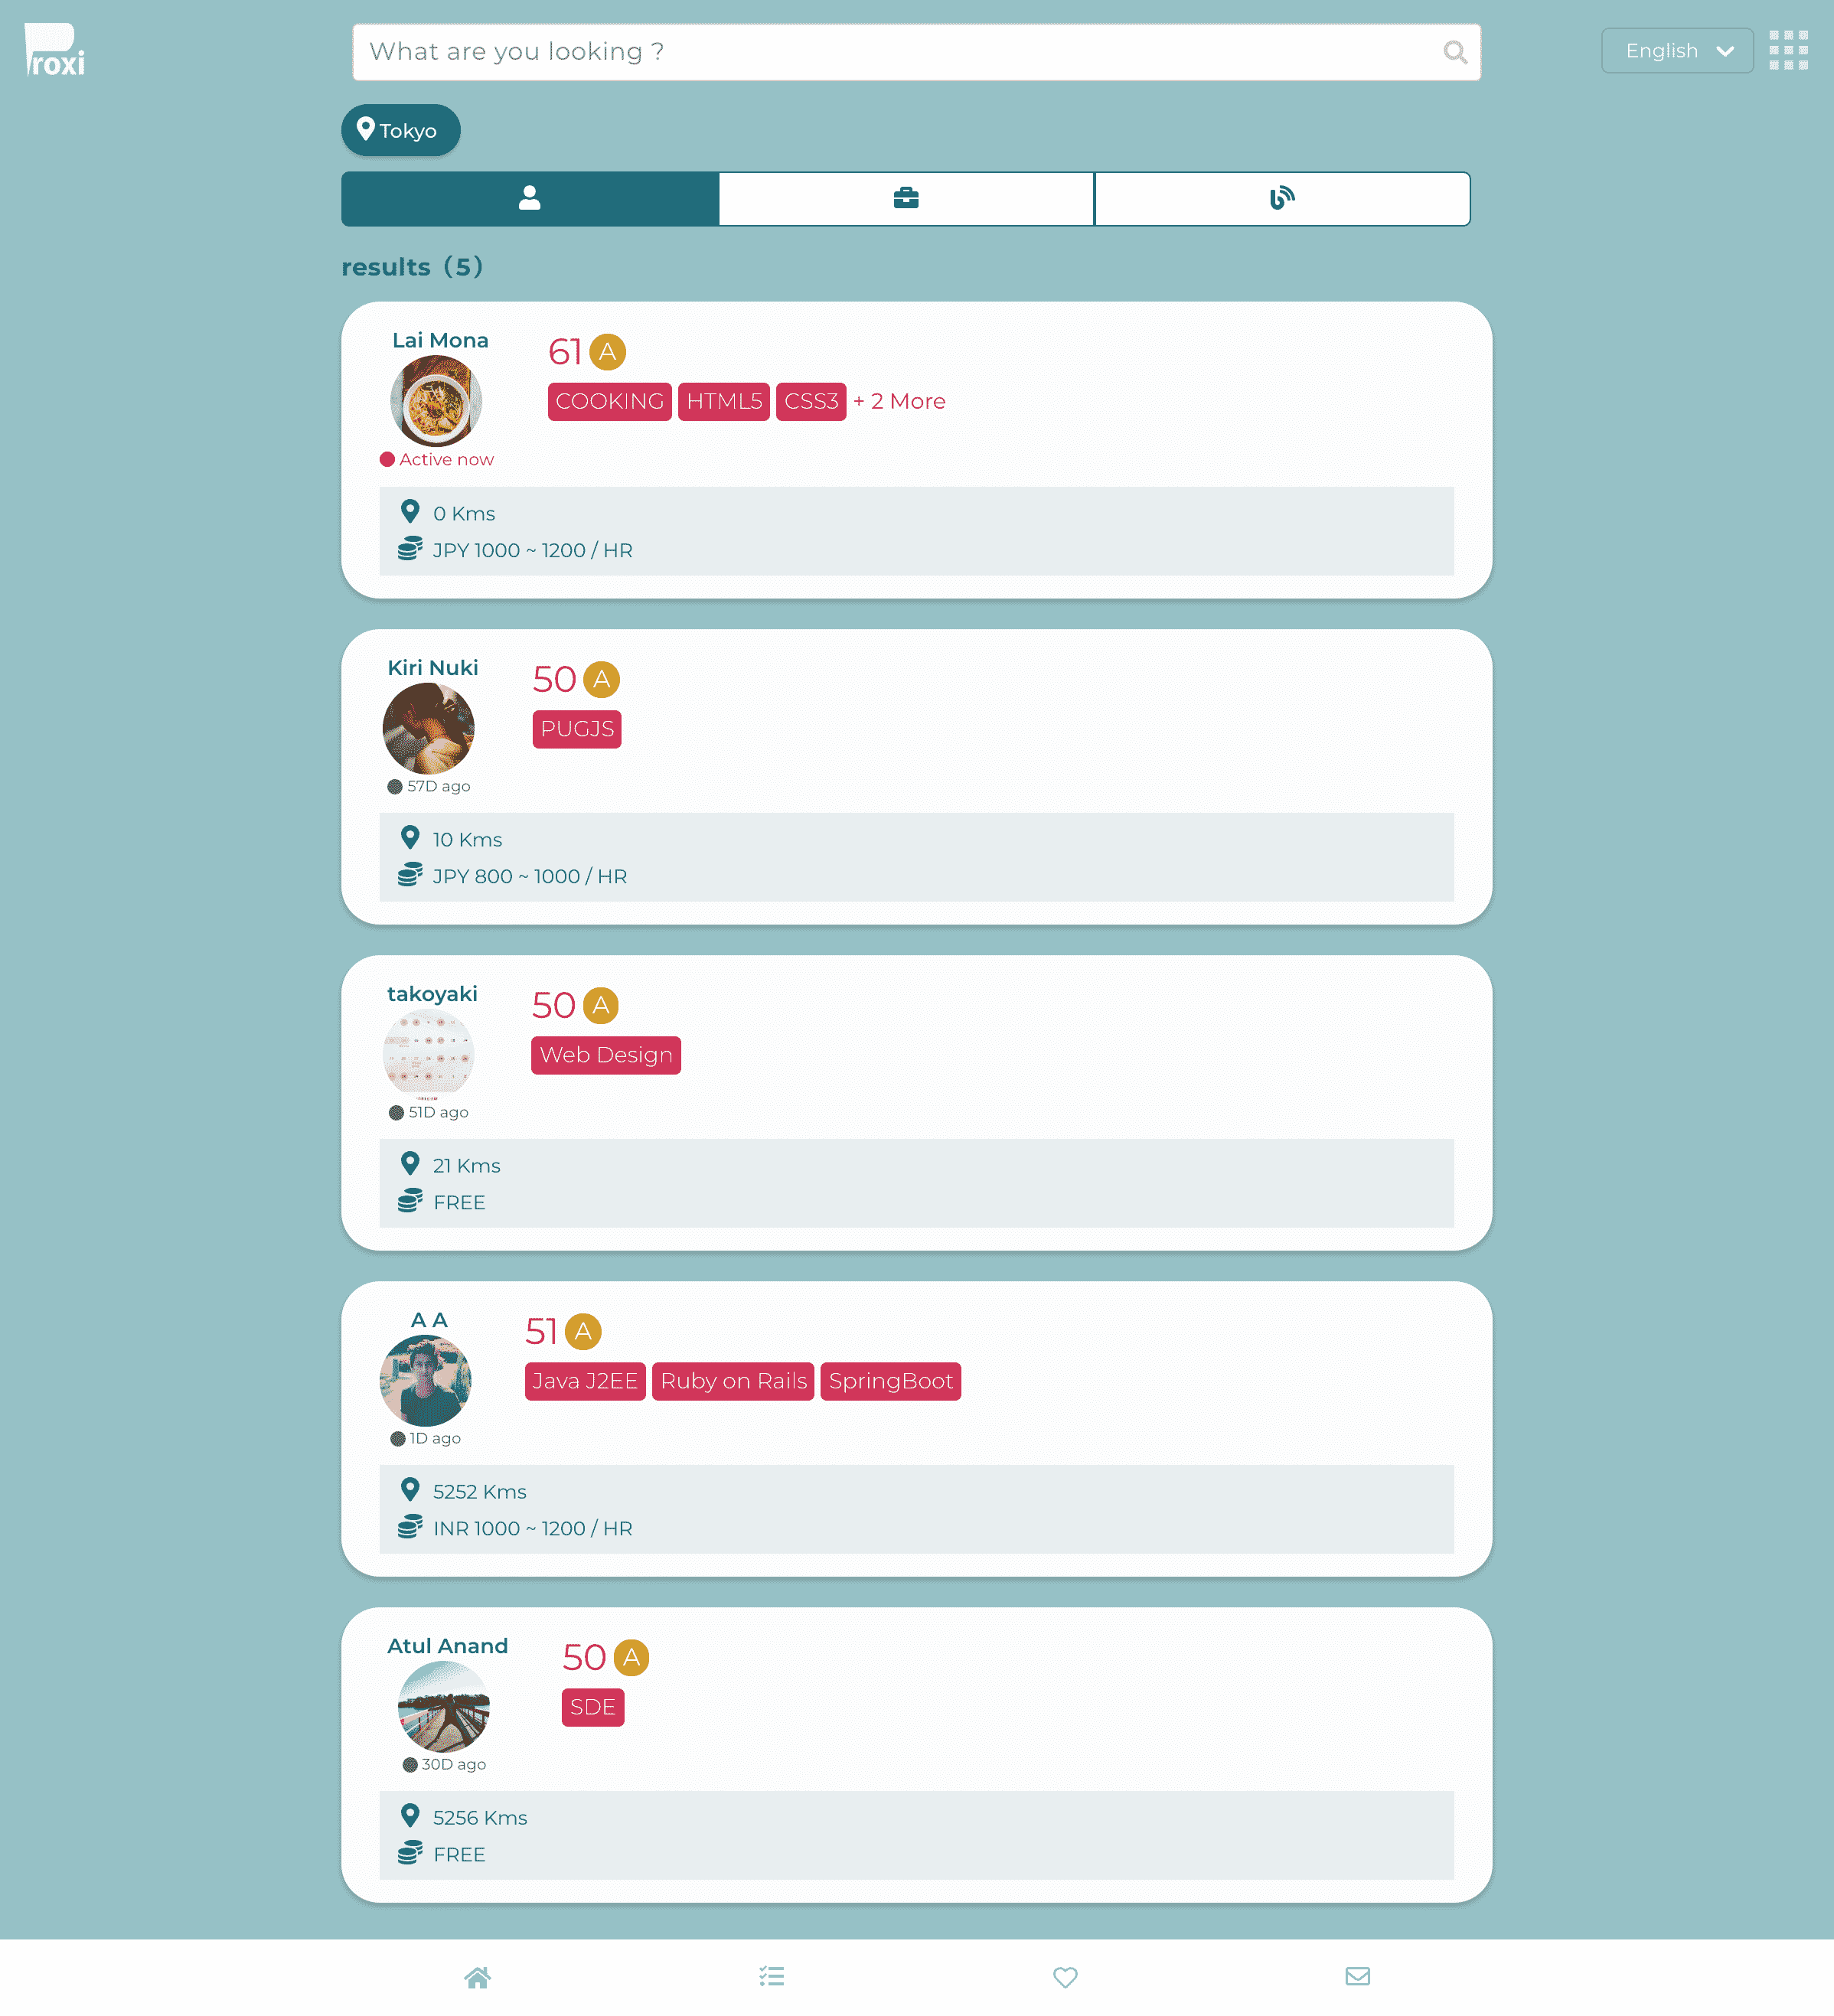 Proxi
What are you looking ?
English
Tokyo
results (5)
Lai Mona
61 A
COOKING HTML5 CSS3 + 2 More
Active now
0 Kms
JPY 1000 ~ 1200 / HR
Kiri Nuki
50 A
PUGJS
57D ago
10 Kms
JPY 800 ~ 1000 / HR
takoyaki
50 A
Web Design
51D ago
21 Kms
FREE
A A
51 A
Java J2EE Ruby on Rails SpringBoot
1D ago
5252 Kms
INR 1000 ~ 1200 / HR
Atul Anand
50 A
SDE
30D ago
5256 Kms
FREE